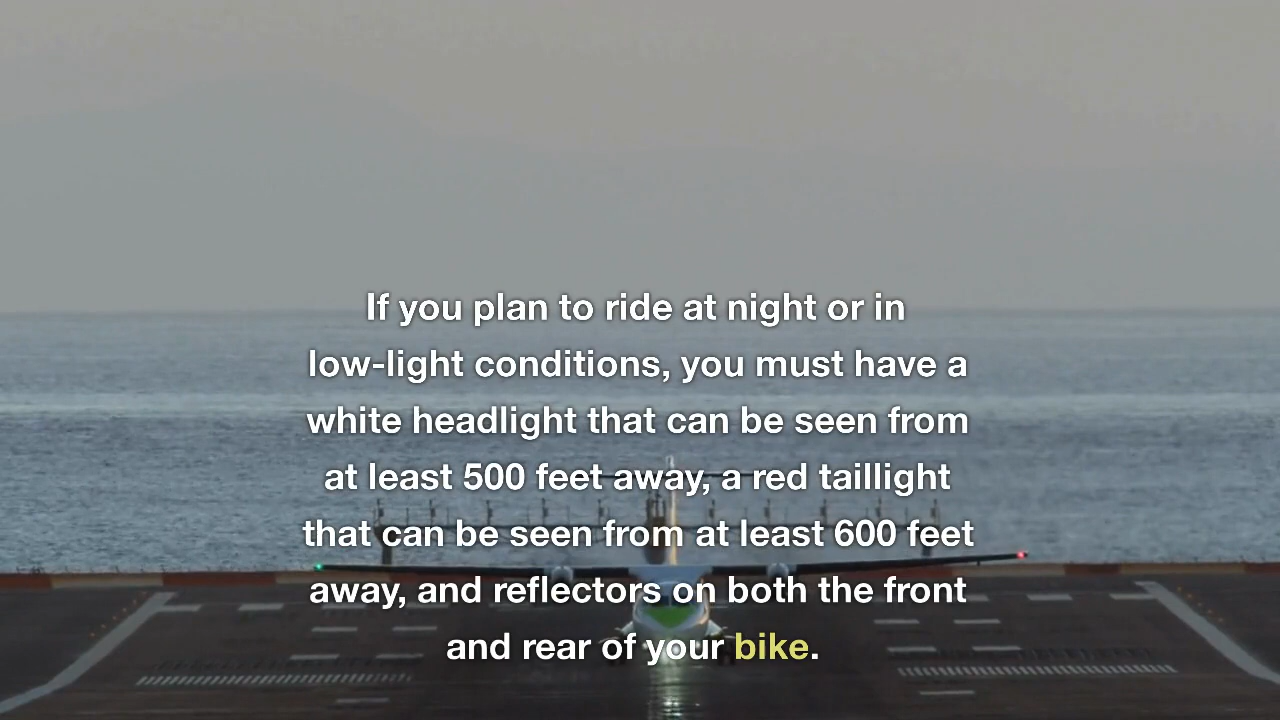 If you plan to ride at night or in
low-light conditions, you must have a
white headlight that can be seen from
at least 500 feet away, a red taillight
that can be seen from at least 600 feet
away, and reflectors on both the front
and rear of your bike.